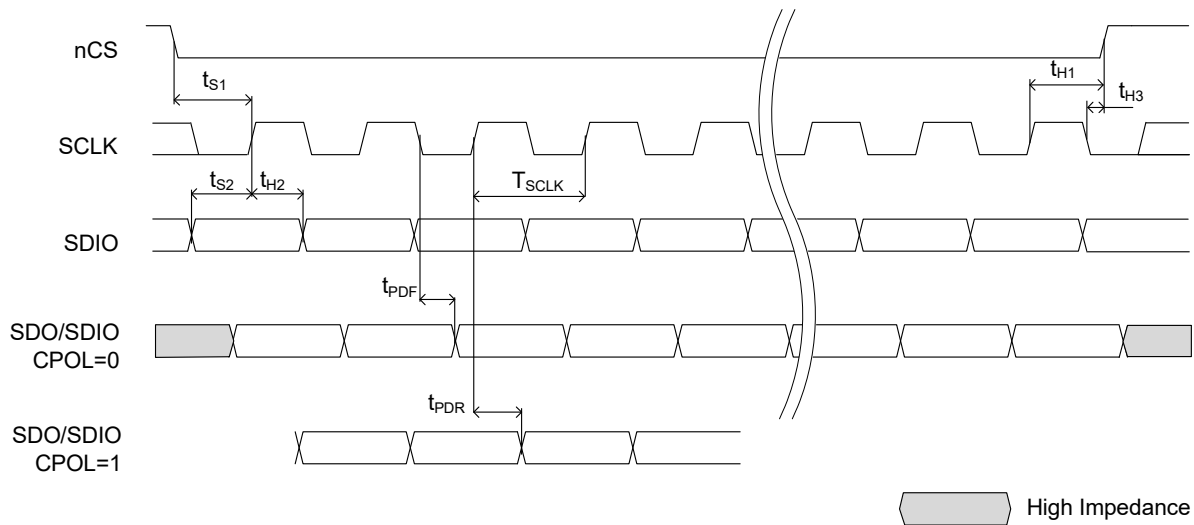 nCS
tS1
tH1
tH3
SCLK
tS2
tH2
TSCLK
SDIO
tPDF
SDO/SDIO
CPOL=0
tPDR
SDO/SDIO
CPOL=1
High Impedance